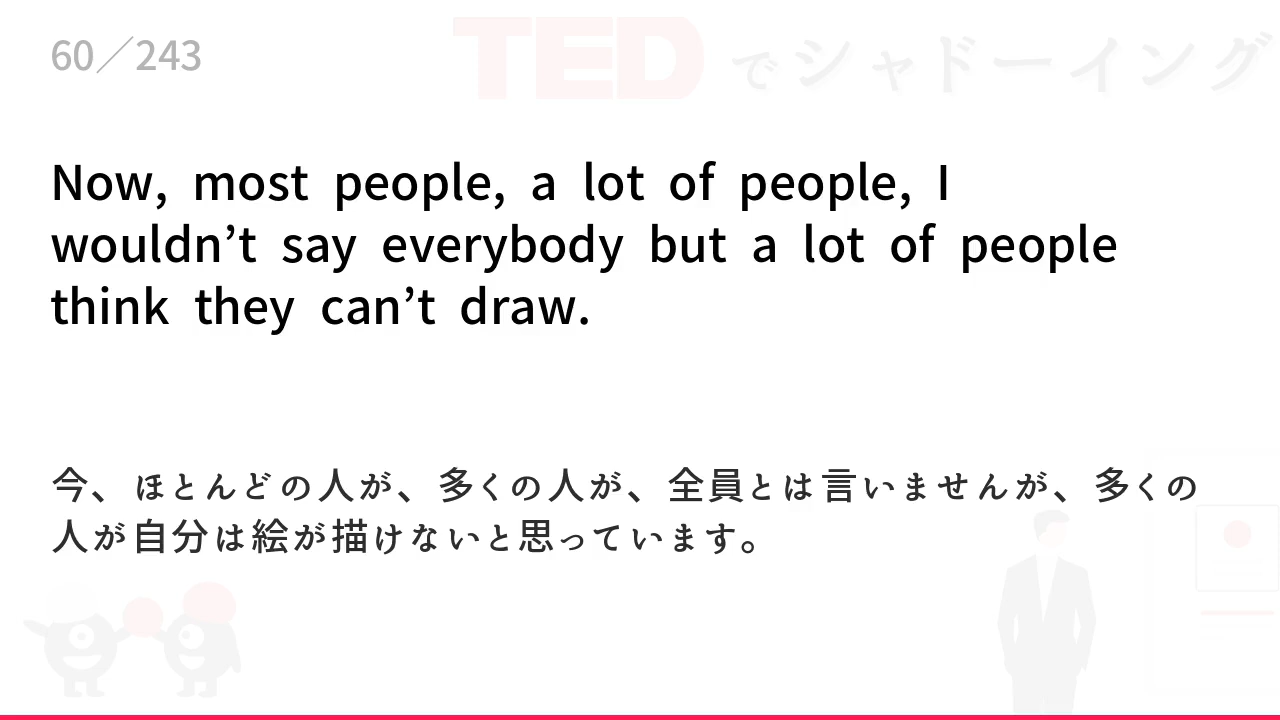 60／243
TED でシャドーイング
Now, most people, a lot of people, I
wouldn’t say everybody but a lot of people
think they can’t draw.
今、ほとんどの人が、多くの人が、全員とは言いませんが、多くの
人が自分は絵が描けないと思っています。